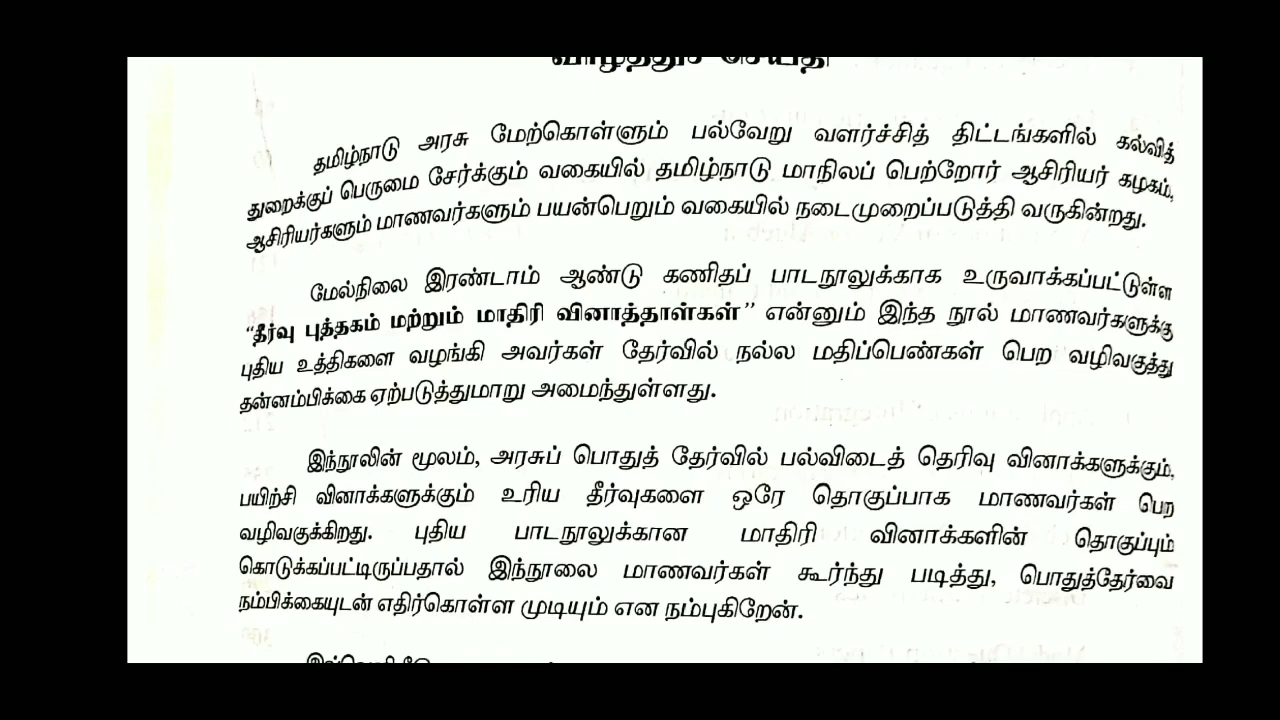 வாழ்த்துச் செய்தி
தமிழ்நாடு அரசு மேற்கொள்ளும் பல்வேறு வளர்ச்சித் திட்டங்களில் கல்வித்
துறைக்குப் பெருமை சேர்க்கும் வகையில் தமிழ்நாடு மாநிலப் பெற்றோர் ஆசிரியர் கழகம்,
ஆசிரியர்களும் மாணவர்களும் பயன்பெறும் வகையில் நடைமுறைப்படுத்தி வருகின்றது.
மேல்நிலை இரண்டாம் ஆண்டு கணிதப் பாடநூலுக்காக உருவாக்கப்பட்டுள்ள
“தீர்வு புத்தகம் மற்றும் மாதிரி வினாத்தாள்கள்” என்னும் இந்த நூல் மாணவர்களுக்கு
புதிய உத்திகளை வழங்கி அவர்கள் தேர்வில் நல்ல மதிப்பெண்கள் பெற வழிவகுத்து
தன்னம்பிக்கை ஏற்படுத்துமாறு அமைந்துள்ளது.
இந்நூலின் மூலம், அரசுப் பொதுத் தேர்வில் பல்விடைத் தெரிவு வினாக்களுக்கும்,
பயிற்சி வினாக்களுக்கும் உரிய தீர்வுகளை ஒரே தொகுப்பாக மாணவர்கள் பெற
வழிவகுக்கிறது. புதிய பாடநூலுக்கான மாதிரி வினாக்களின் தொகுப்பும்
கொடுக்கப்பட்டிருப்பதால் இந்நூலை மாணவர்கள் கூர்ந்து படித்து, பொதுத்தேர்வை
நம்பிக்கையுடன் எதிர்கொள்ள முடியும் என நம்புகிறேன்.